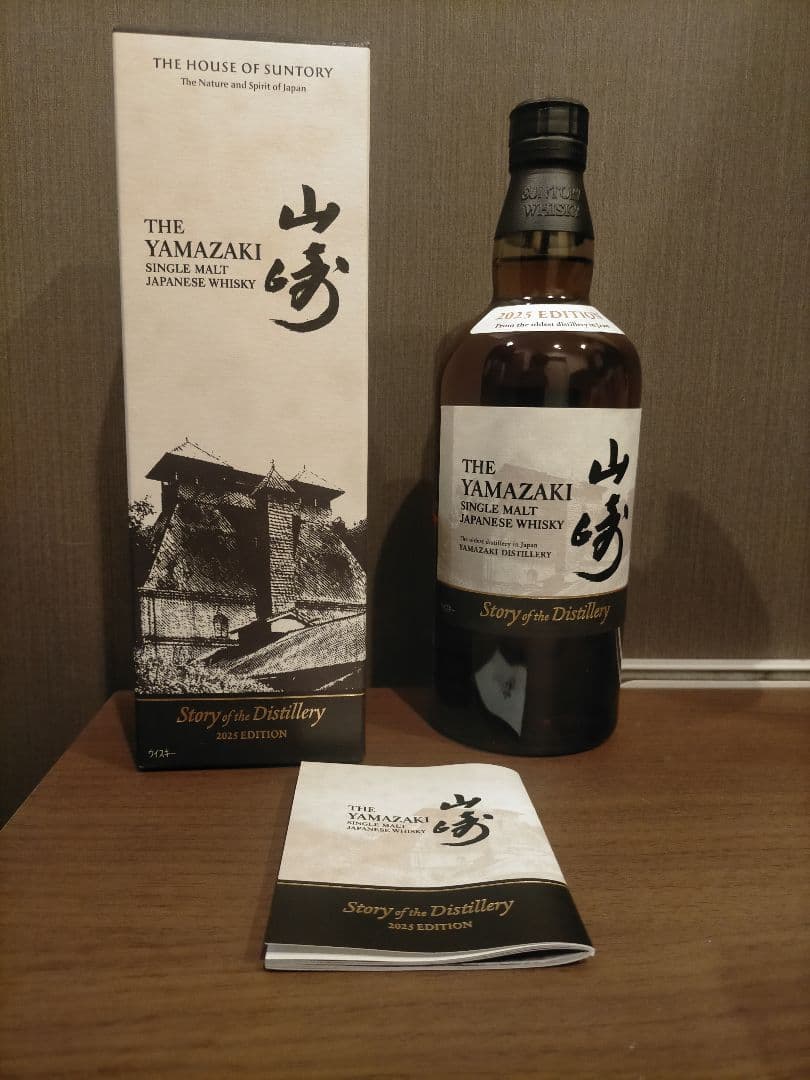 THE HOUSE OF SUNTORY
The Nature and Spirit of Japan
山崎
THE
YAMAZAKI
SINGLE MALT
JAPANESE WHISKY
Story of the Distillery
2025 EDITION
ウイスキー
SUNTORY
WHISKY
2025 EDITION
From the oldest distillery in Japan
山崎
THE
YAMAZAKI
SINGLE MALT
JAPANESE WHISKY
The oldest distillery in Japan
YAMAZAKI DISTILLERY
Story of the Distillery
THE
YAMAZAKI
SINGLE MALT
JAPANESE WHISKY
山崎
Story of the Distillery
2025 EDITION